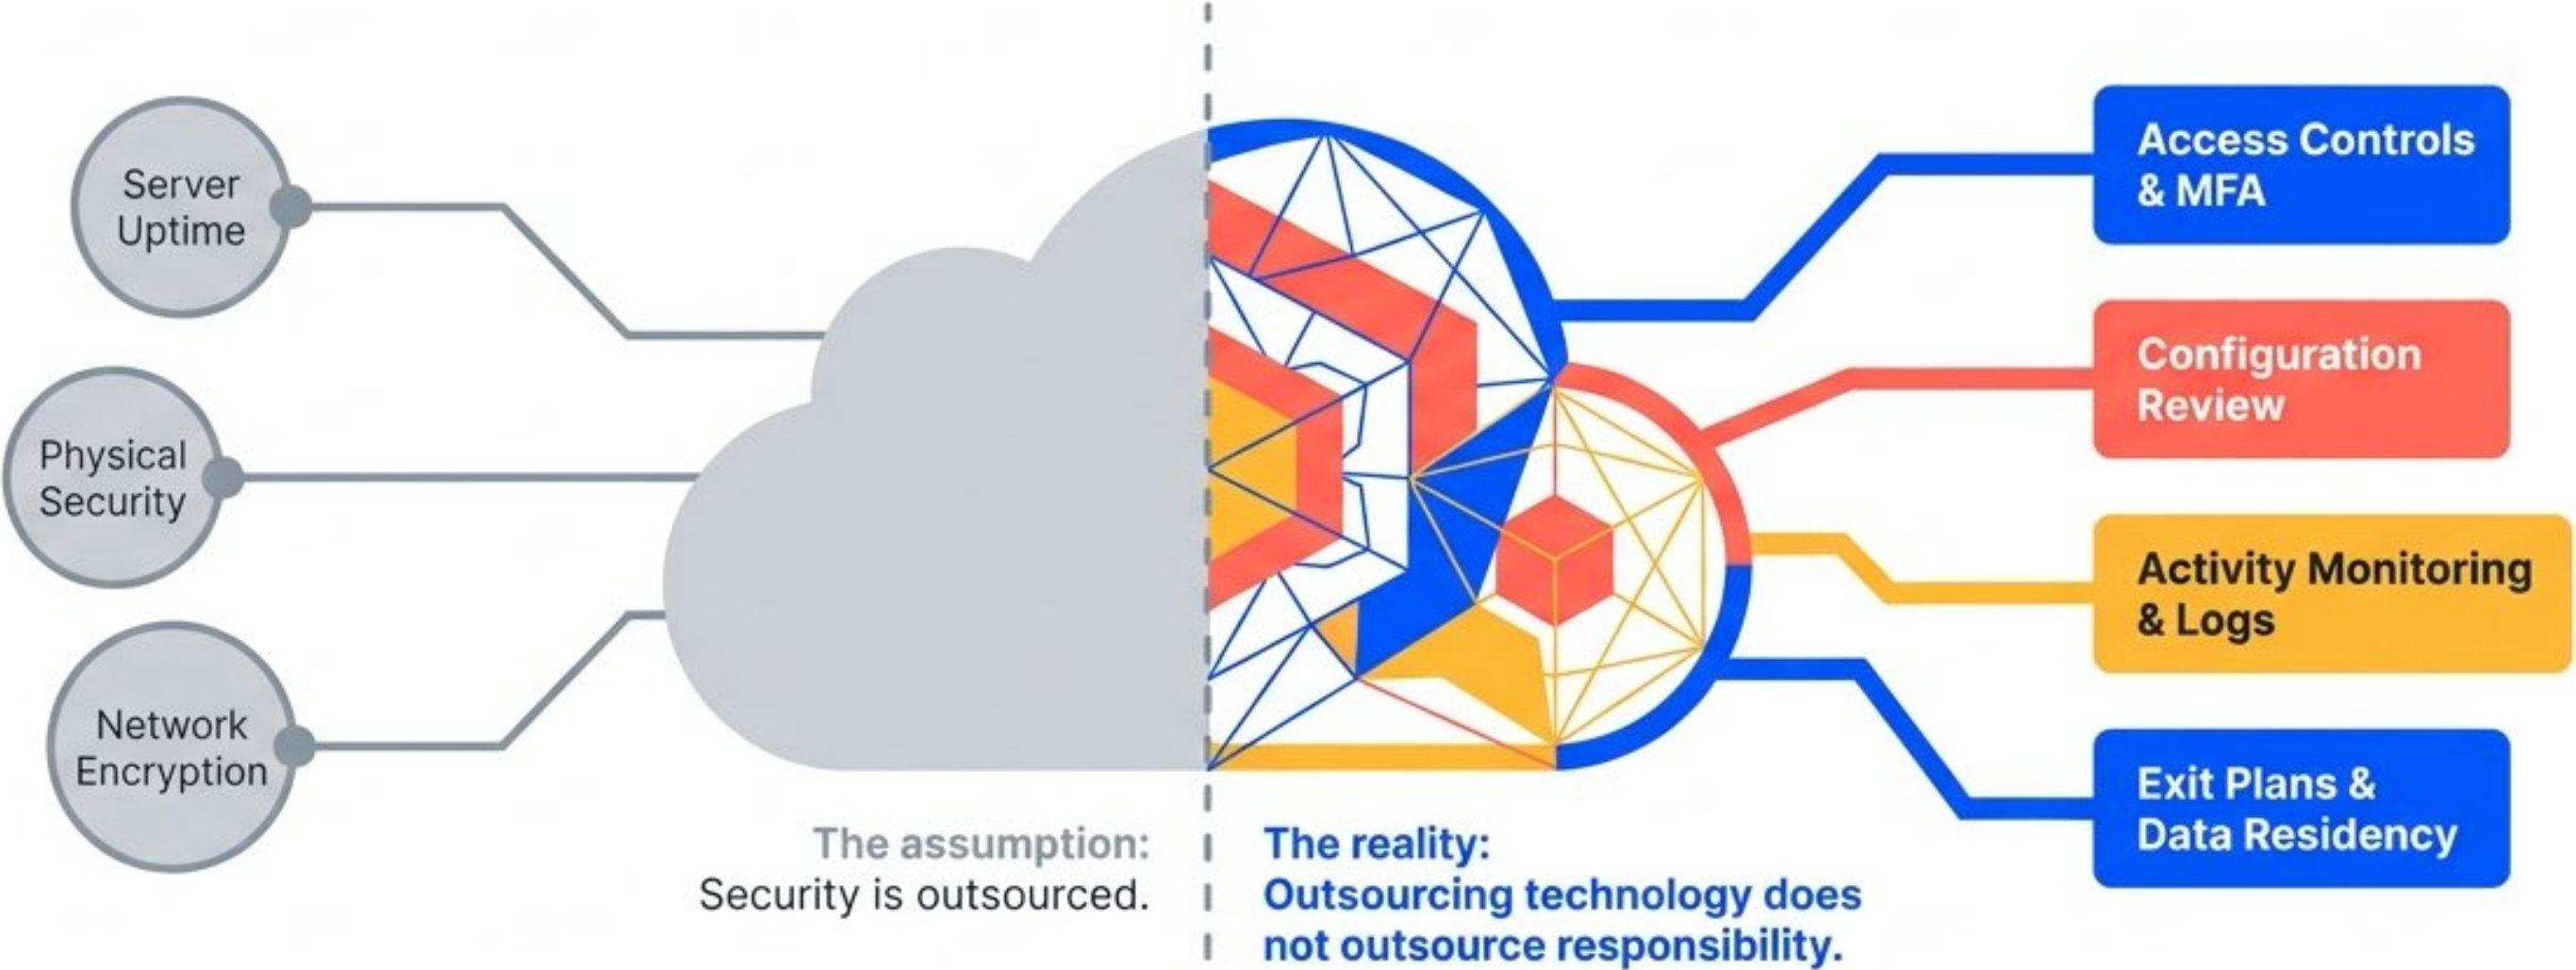 Server
Uptime
Physical
Security
Network
Encryption
The assumption:
Security is outsourced.
The reality:
Outsourcing technology does
not outsource responsibility.
Access Controls
& MFA
Configuration
Review
Activity Monitoring
& Logs
Exit Plans &
Data Residency